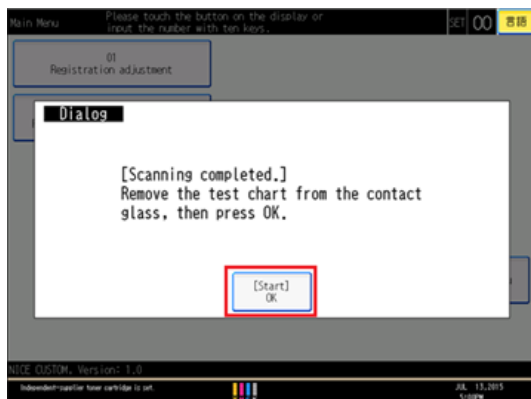 Main Menu
Please touch the button on the display or
input the number with ten keys.
SET 00 言語
01
Registration adjustment
Dialog
[Scanning completed.]
Remove the test chart from the contact
glass, then press OK.
[Start]
OK
NICE CUSTOM. Version: 1.0
Independent-supplier toner cartridge is set.
JUL 13.2015
5:08PM